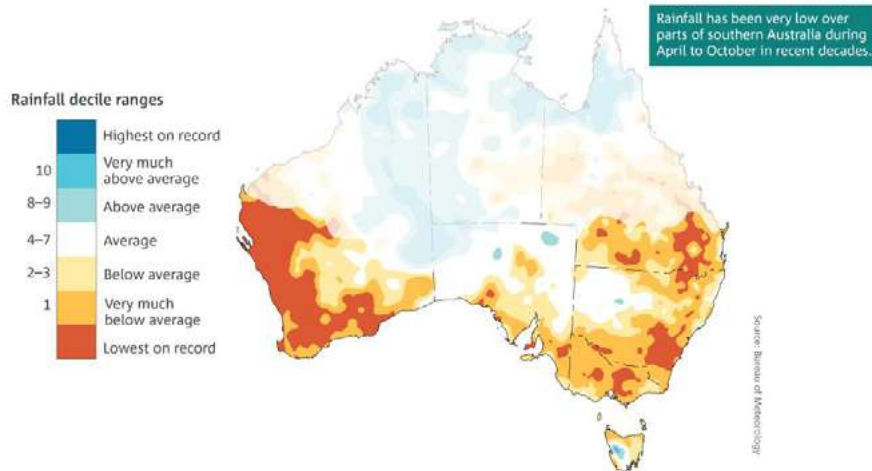 Rainfall has been very low over
parts of southern Australia during
April to October in recent decades.
Rainfall decile ranges
Highest on record
10 Very much
above average
8–9 Above average
4–7 Average
2–3 Below average
1 Very much
below average
Lowest on record
Source: Bureau of Meteorology